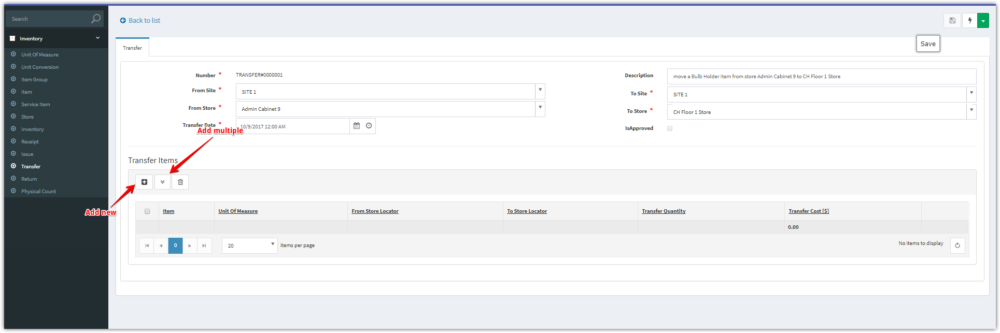 Search
Inventory
Unit Of Measure
Unit Conversion
Item Group
Item
Service Item
Store
Inventory
Receipt
Issue
Transfer
Return
Physical Count
Back to list
Save
Transfer
Number * TRANSFER#0000001
From Site * SITE 1
From Store * Admin Cabinet 9
Transfer Date * 10/9/2017 12:00 AM
Description move a Bulb Holder Item from store Admin Cabinet 9 to CH Floor 1 Store
To Site * SITE 1
To Store * CH Floor 1 Store
IsApproved
Add multiple
Transfer Items
Add new
Item Unit Of Measure From Store Locator To Store Locator Transfer Quantity Transfer Cost [$]
0.00
0 20 items per page No items to display